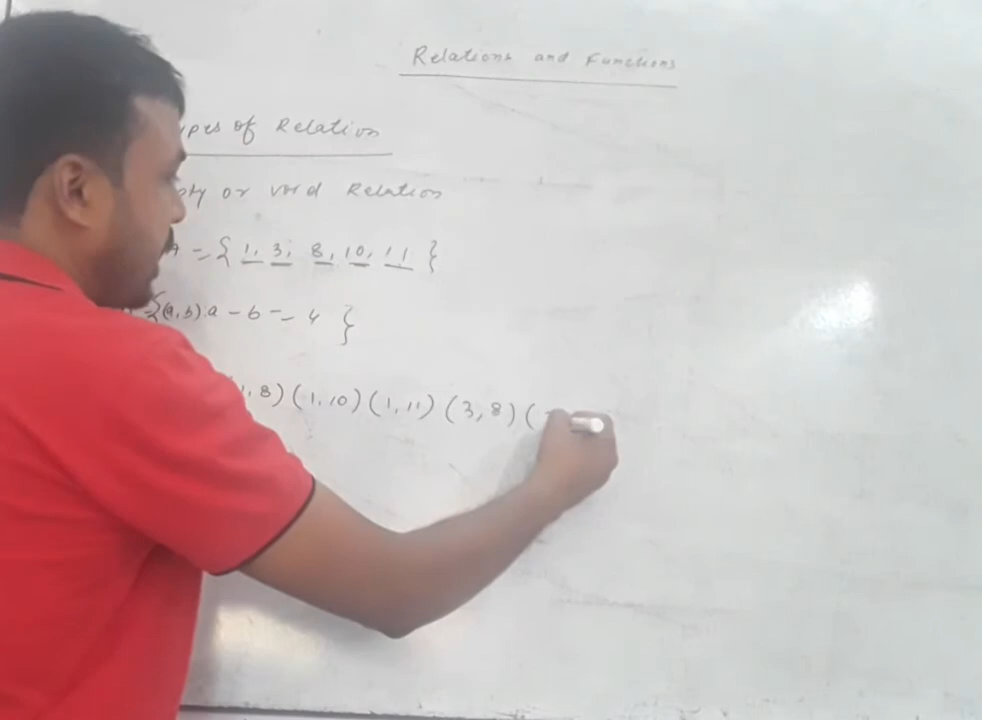 Relations and Functions
pes of Relation
pty or void Relation
A = { 1, 3, 8, 10, 11 }
{(a,b): a - b = 4 }
1, 8) (1, 10) (1, 11) (3, 8) (